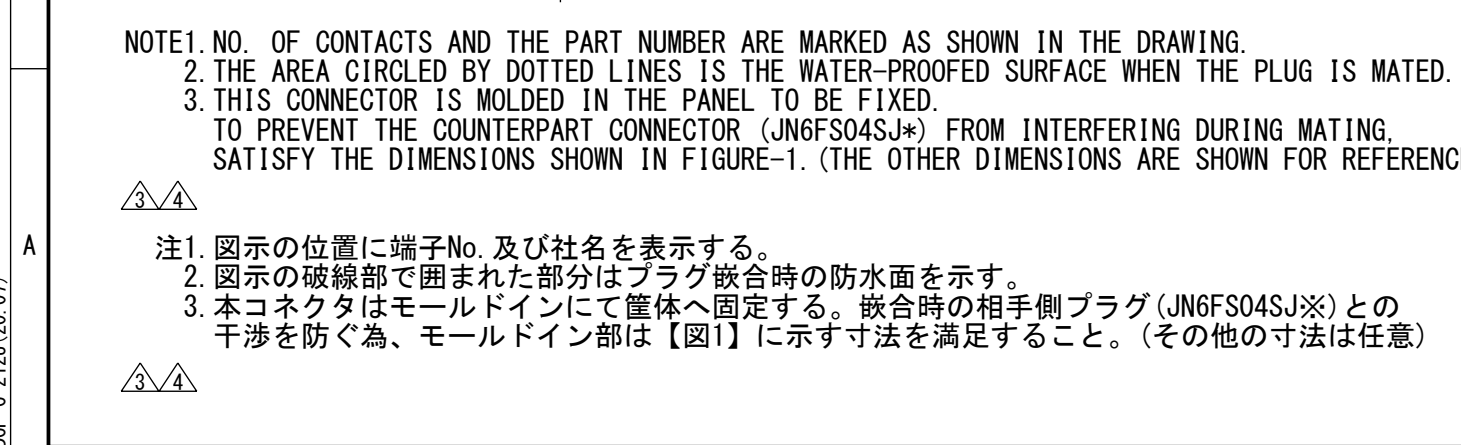 NOTE1. NO. OF CONTACTS AND THE PART NUMBER ARE MARKED AS SHOWN IN THE DRAWING.
2. THE AREA CIRCLED BY DOTTED LINES IS THE WATER-PROOFED SURFACE WHEN THE PLUG IS MATED.
3. THIS CONNECTOR IS MOLDED IN THE PANEL TO BE FIXED.
TO PREVENT THE COUNTERPART CONNECTOR (JN6FS04SJ*) FROM INTERFERING DURING MATING,
SATISFY THE DIMENSIONS SHOWN IN FIGURE-1. (THE OTHER DIMENSIONS ARE SHOWN FOR
3 4
A
注1. 図示の位置に端子No. 及び社名を表示する。
2. 図示の破線部で囲まれた部分はプラグ嵌合時の防水面を示す。
3. 本コネクタはモールドインにて筐体へ固定する。嵌合時の相手側プラグ(JN6FS04SJ※)との
干渉を防ぐ為、モールドイン部は【図1】に示す寸法を満足すること。(その他の寸法は任意)
3 4